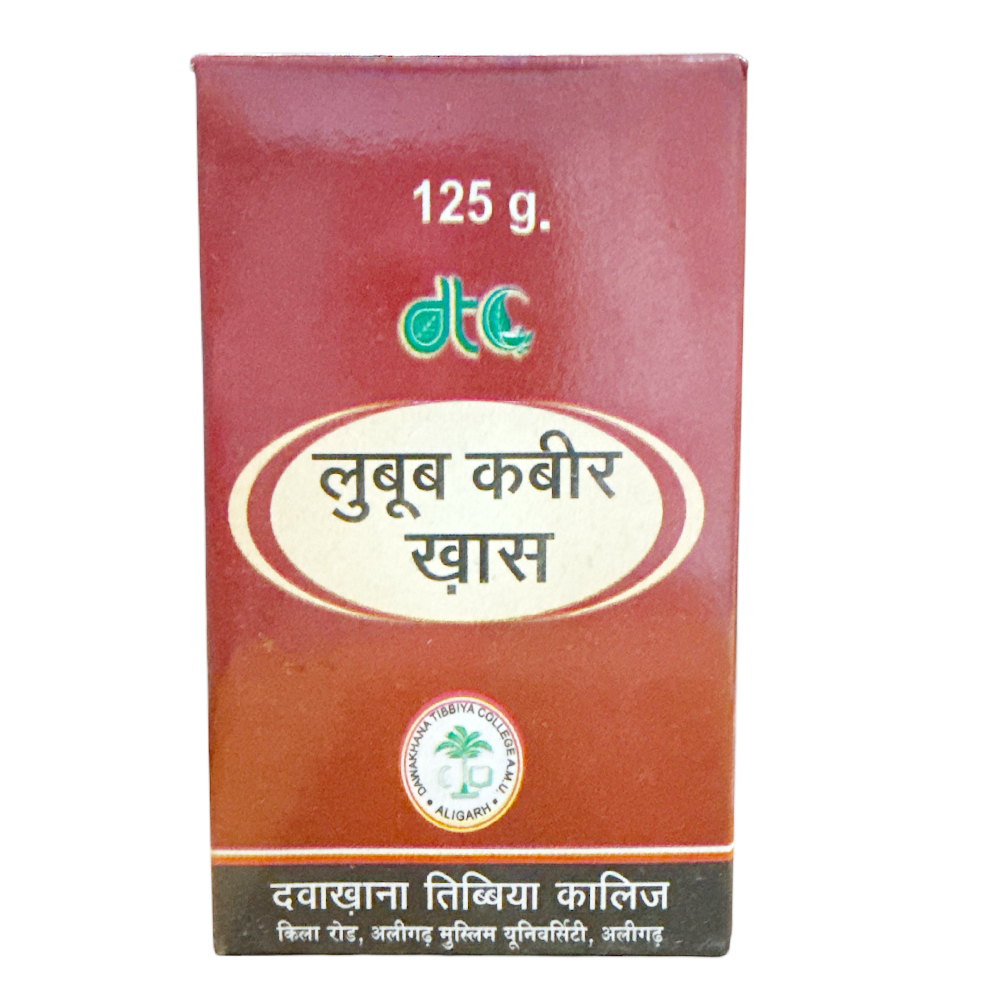 125 g.
dtc
लुबूब कबीर
ख़ास
DAWAKHANA TIBBIYA COLLEGE A.M.U.
• ALIGARH •
दवाख़ाना तिब्बिया कालिज
किला रोड, अलीगढ़ मुस्लिम यूनिवर्सिटी, अलीगढ़